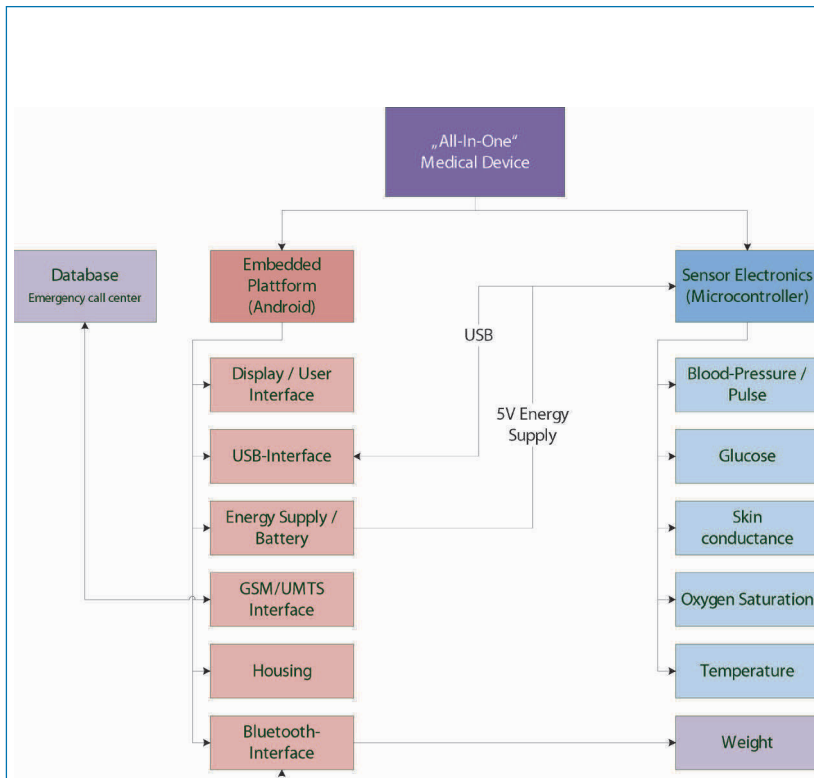 „All-In-One“
Medical Device
Database
Emergency call center
Embedded
Plattform
(Android)
Sensor Electronics
(Microcontroller)
USB
Display / User
Interface
Blood-Pressure /
Pulse
5V Energy
Supply
USB-Interface
Glucose
Energy Supply /
Battery
Skin
conductance
GSM/UMTS
Interface
Oxygen Saturation
Housing
Temperature
Bluetooth-
Interface
Weight